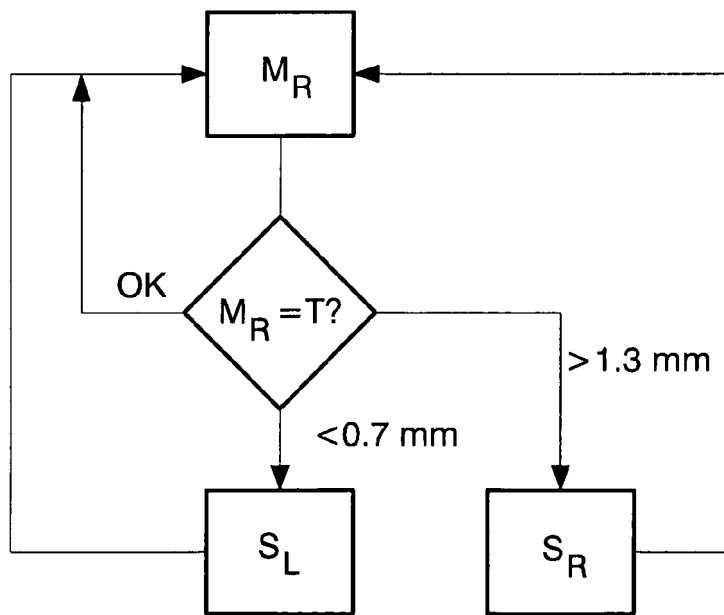 M_R
OK
M_R = T?
>1.3 mm
<0.7 mm
S_L
S_R